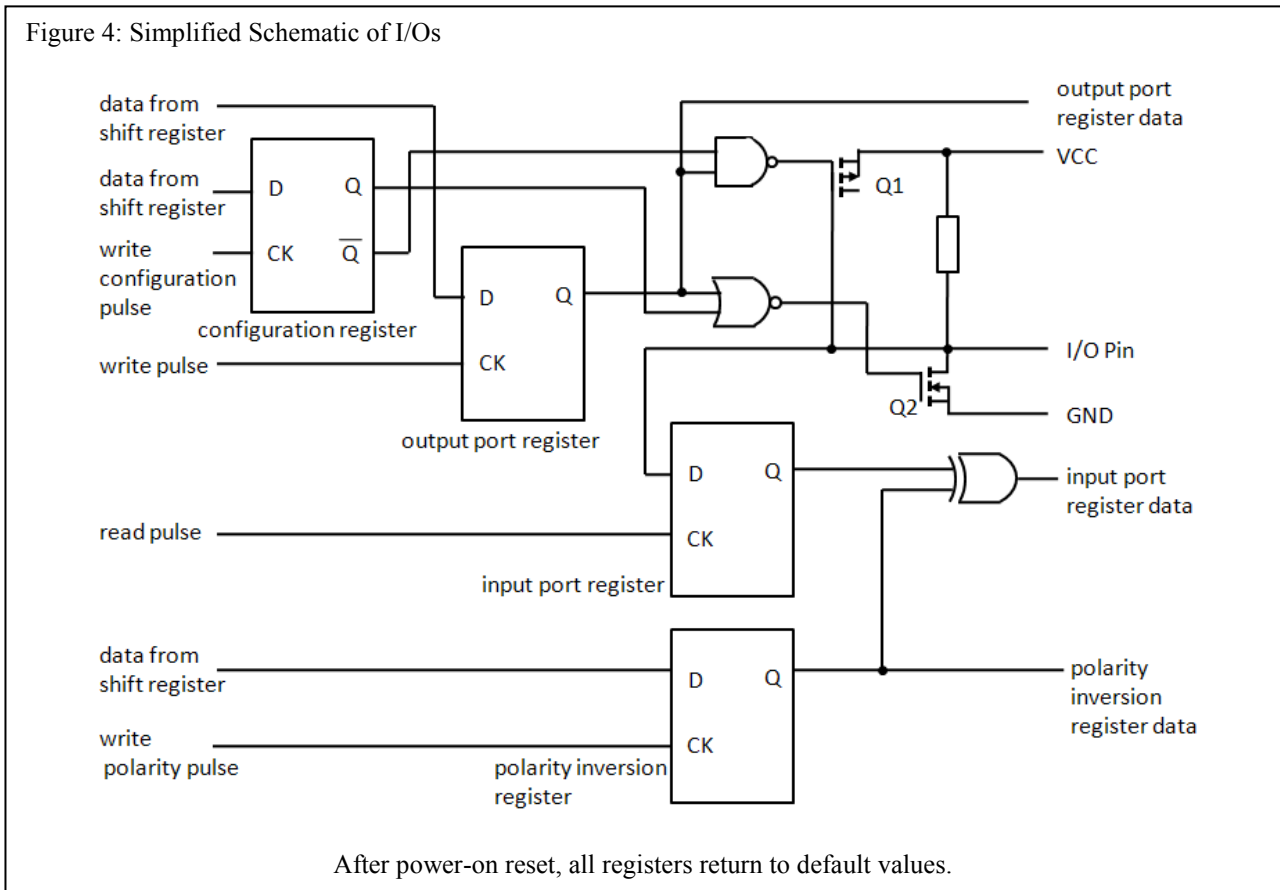 Figure 4: Simplified Schematic of I/Os
data from
shift register
output port
register data
VCC
data from
shift register
D
Q
Q1
write
configuration
pulse
CK
Q
D
Q
configuration register
write pulse
CK
I/O Pin
Q2
GND
output port register
D
Q
input port
register data
read pulse
CK
input port register
data from
shift register
D
Q
polarity
inversion
register data
write
polarity pulse
CK
polarity inversion
register
After power-on reset, all registers return to default values.